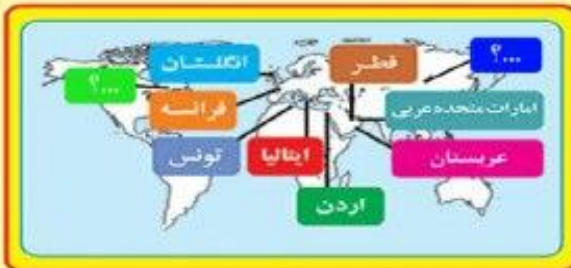 ؟...
قطر
انگلستان
؟...
امارات متحده عربی
فرانسه
عربستان
ایتالیا
تونس
اردن